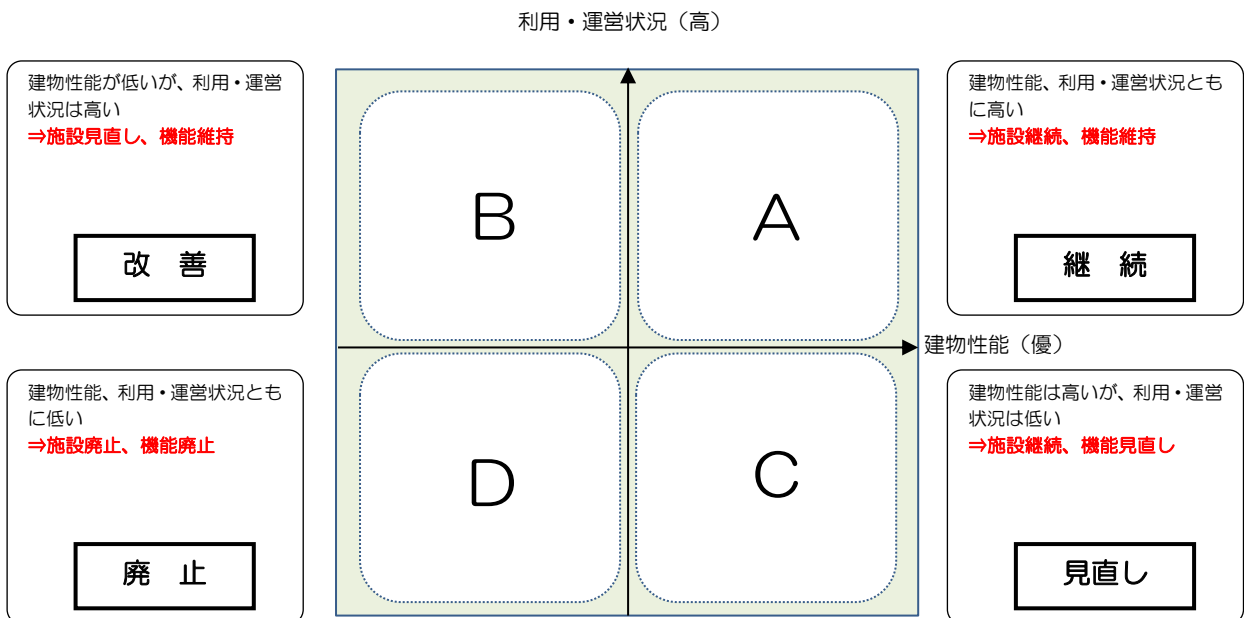 利用・運営状況（高）
建物性能が低いが、利用・運営
状況は高い
⇒施設見直し、機能維持
改　善
B
A
建物性能、利用・運営状況とも
に高い
⇒施設継続、機能維持
継　続
建物性能（優）
建物性能、利用・運営状況とも
に低い
⇒施設廃止、機能廃止
廃　止
D
C
建物性能は高いが、利用・運営
状況は低い
⇒施設継続、機能見直し
見直し